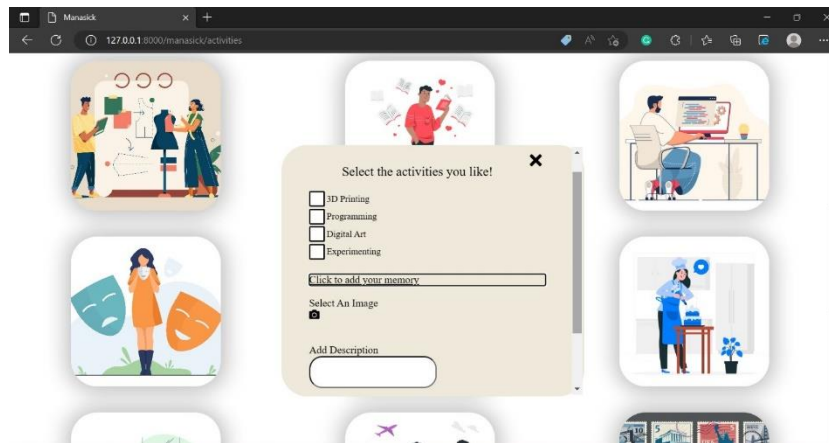 Manasick
127.0.0.1:8000/manasick/activities
Select the activities you like!
3D Printing
Programming
Digital Art
Experimenting
Click to add your memory
Select An Image
Add Description